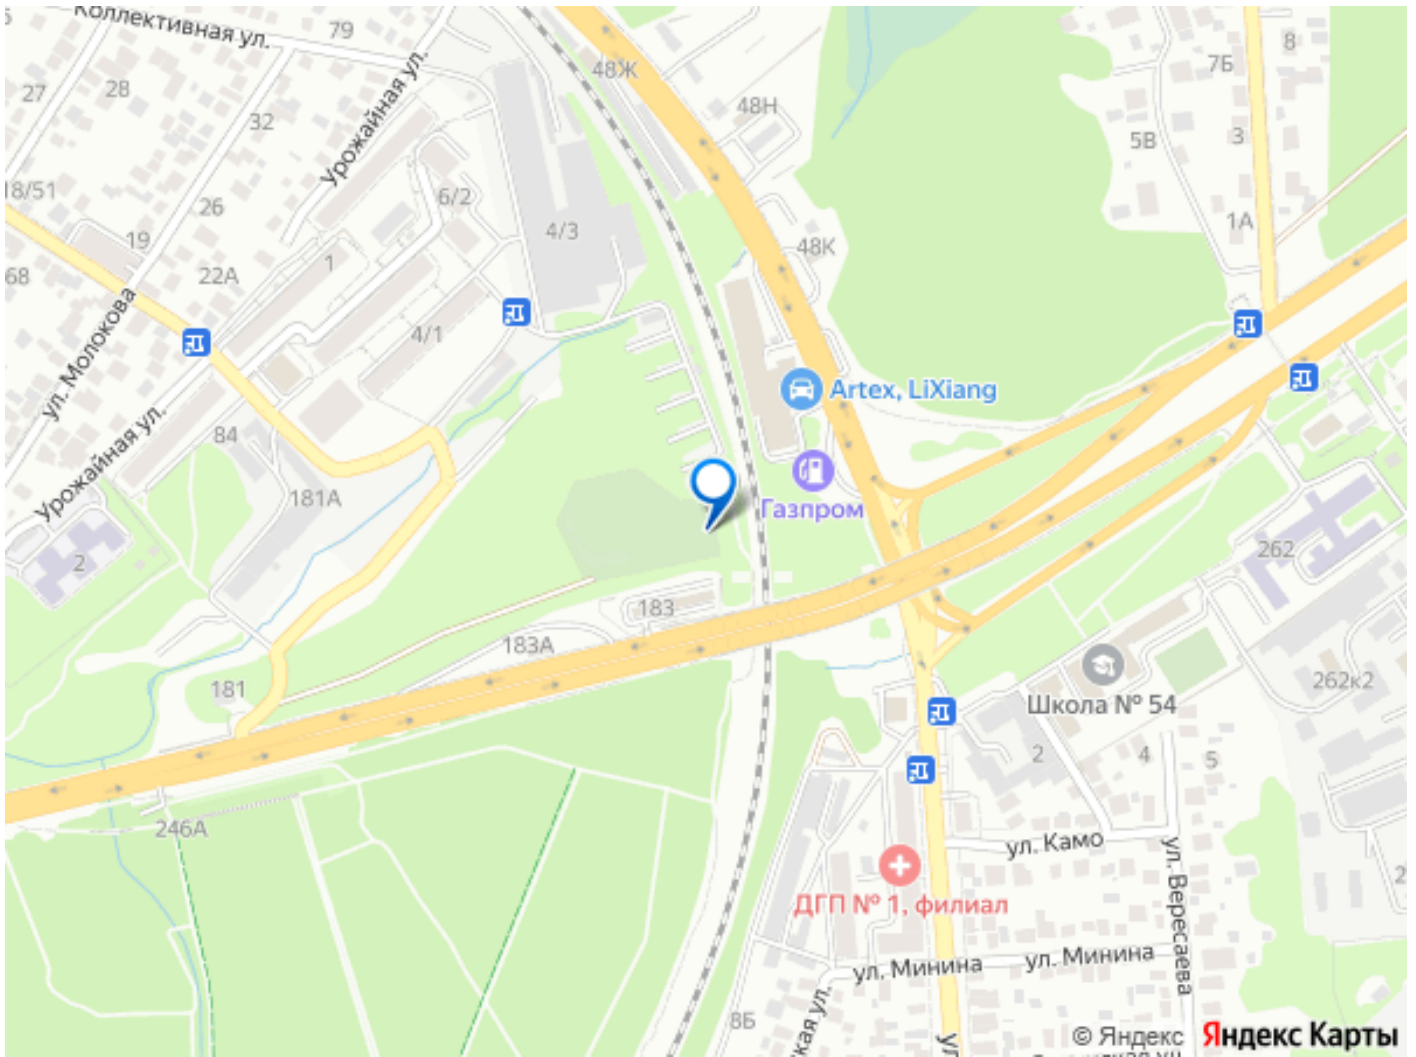 Коллективная ул.
79
48Ж
8
7Б
27
28
32
Урожайная ул.
48Н
5В
3
18/51
26
6/2
19
4/3
1А
68
22А
1
48К
4/1
ул. Молокова
Artex, LiXiang
84
Урожайная ул.
181А
Газпром
2
262
183
183А
181
262к2
Школа № 54
2
4
5
246А
ул. Камо
ул. Вересаева
ДГП № 1, филиал
ул. Минина
ул. Минина
8Б
© Яндекс
Яндекс Карты